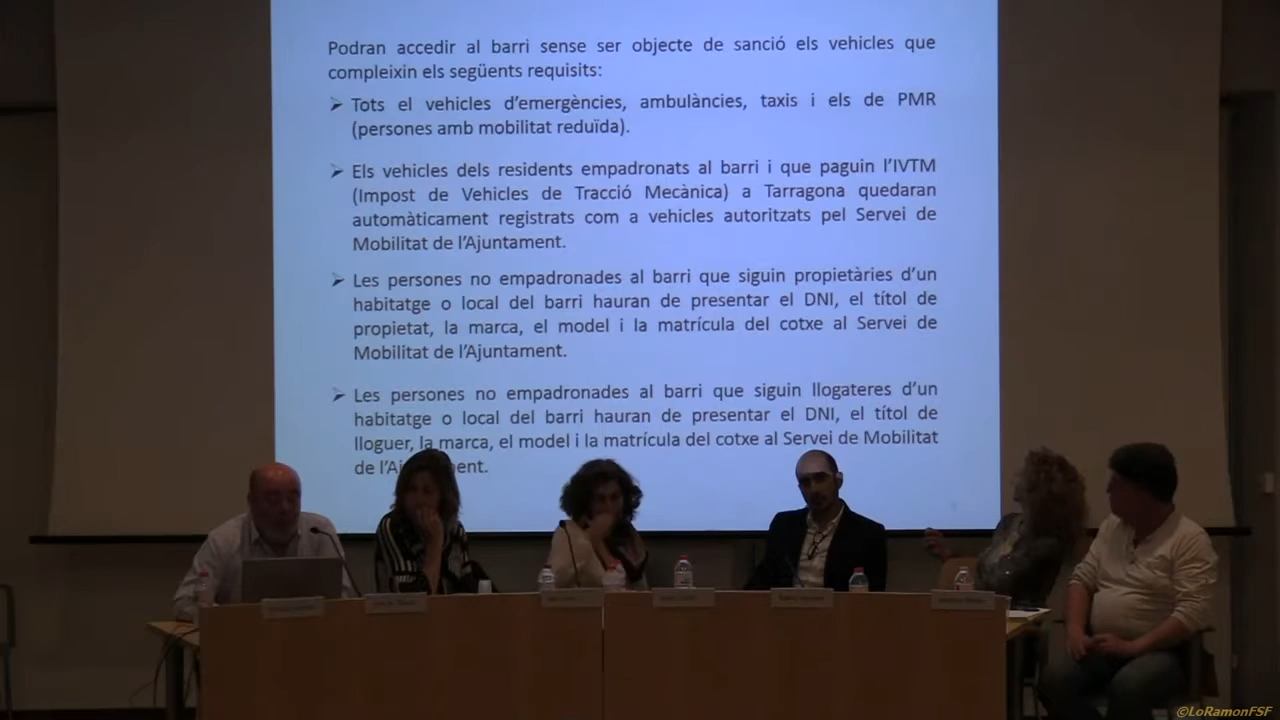 Podran accedir al barri sense ser objecte de sanció els vehicles que
compleixin els següents requisits:
➢ Tots el vehicles d'emergències, ambulàncies, taxis i els de PMR
(persones amb mobilitat reduïda).
➢ Els vehicles dels residents empadronats al barri i que paguin l'IVTM
(Impost de Vehicles de Tracció Mecànica) a Tarragona quedaran
automàticament registrats com a vehicles autoritzats pel Servei de
Mobilitat de l'Ajuntament.
➢ Les persones no empadronades al barri que siguin propietàries d'un
habitatge o local del barri hauran de presentar el DNI, el títol de
propietat, la marca, el model i la matrícula del cotxe al Servei de
Mobilitat de l'Ajuntament.
➢ Les persones no empadronades al barri que siguin llogateres d'un
habitatge o local del barri hauran de presentar el DNI, el títol de
lloguer, la marca, el model i la matrícula del cotxe al Servei de Mobilitat
de
©LoRamonFSF